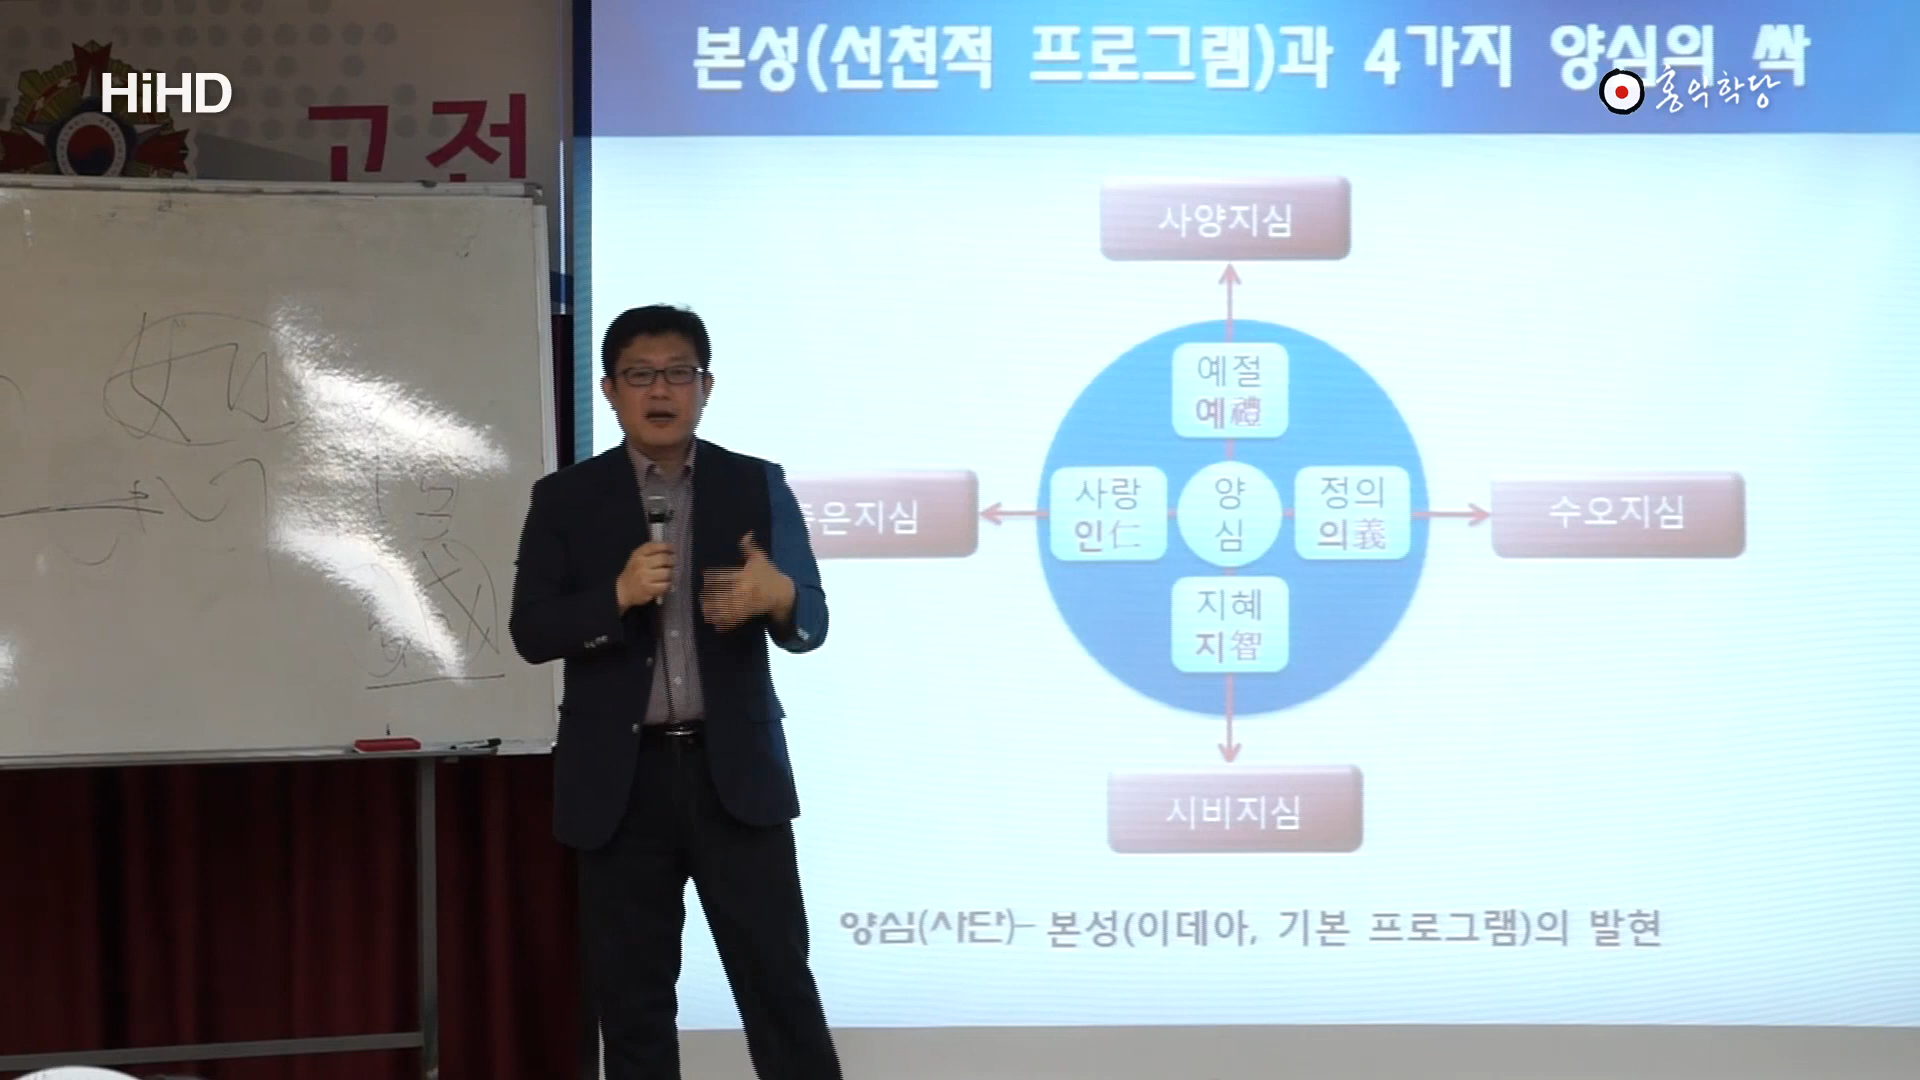 HiHD
고전
본성(선천적 프로그램)과 4가지 양심의 싹
홍익학당
사양지심
예절
예禮
은지심
사랑
인仁
양
심
정의
의義
수오지심
지혜
지智
시비지심
양심(사단)- 본성(이데아, 기본 프로그램)의 발현